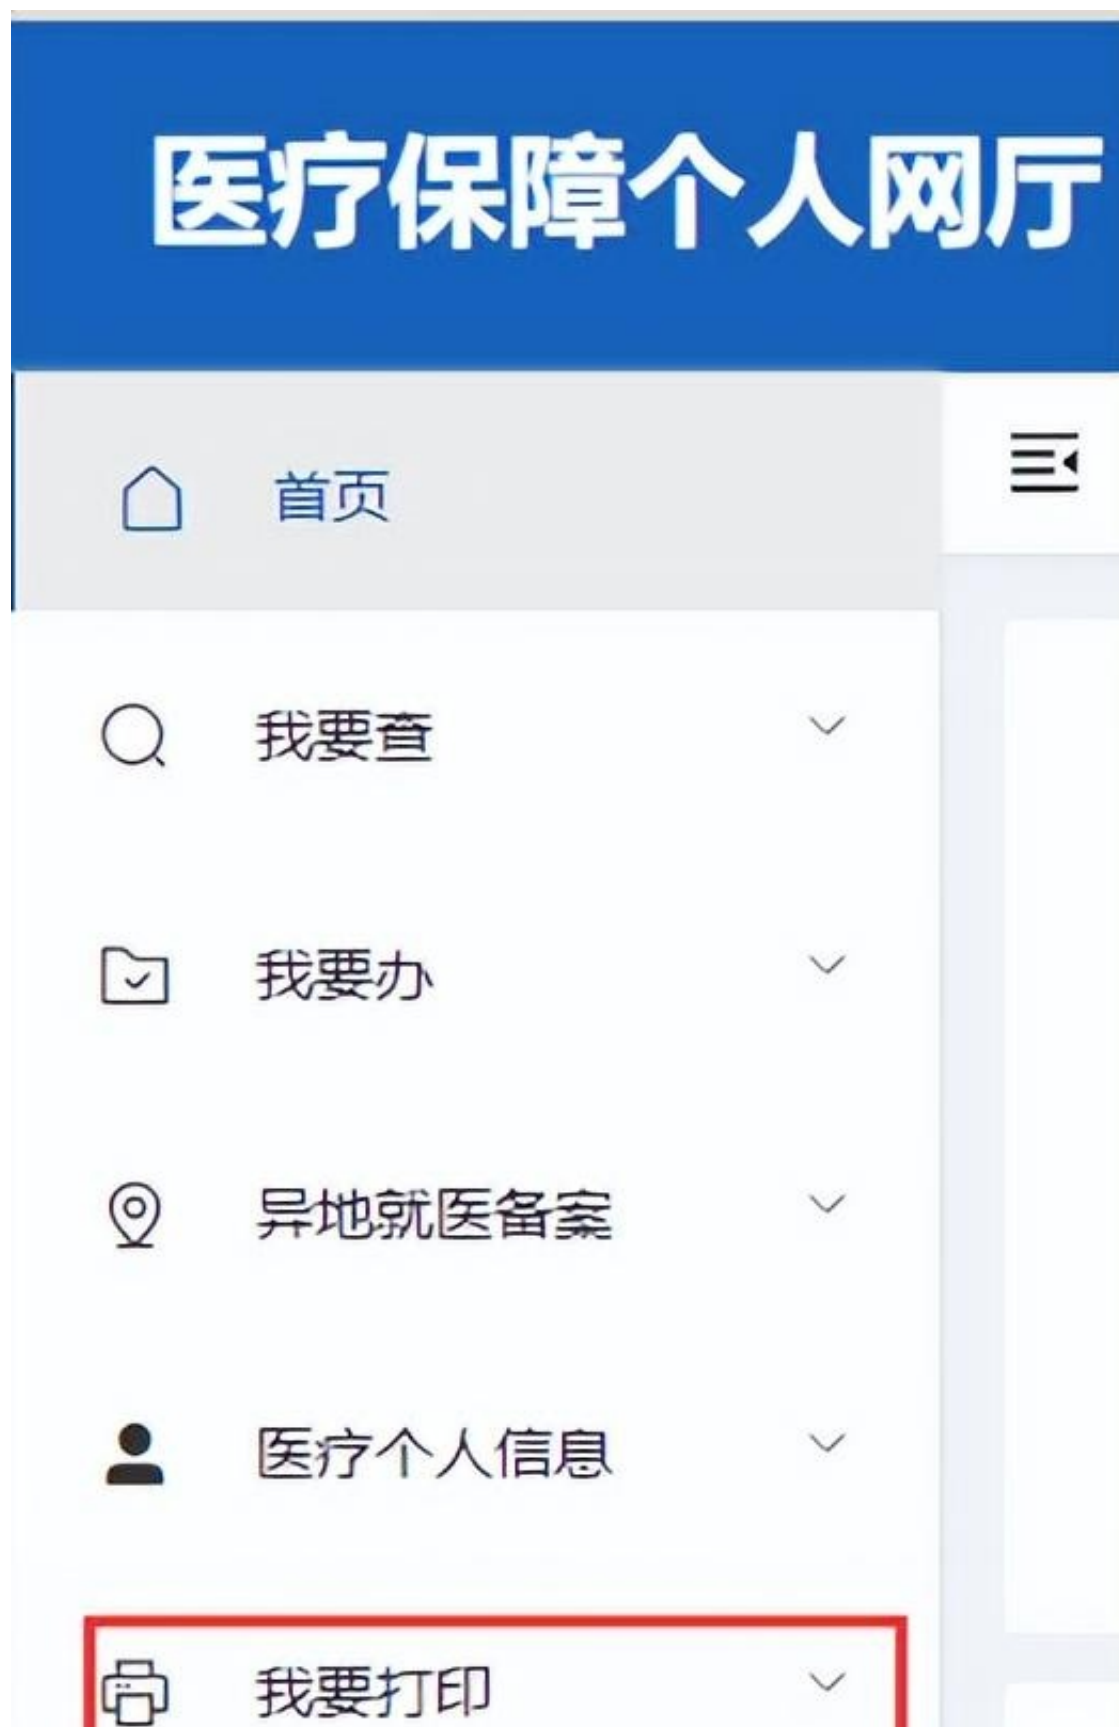 医疗保障个人网厅
首页
我要查
我要办
异地就医备案
医疗个人信息
我要打印